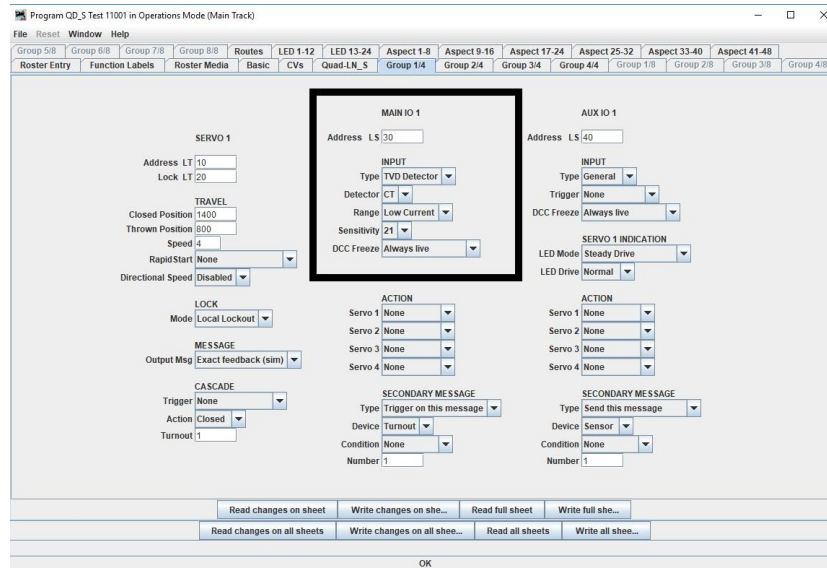 Program QD_S Test 11001 in Operations Mode (Main Track)
File Reset Window Help
Group 5/8 Group 6/8 Group 7/8 Group 8/8 Routes LED 1-12 LED 13-24 Aspect 1-8 Aspect 9-16 Aspect 17-24 Aspect 25-32 Aspect 33-40 Aspect 41-48
Roster Entry Function Labels Roster Media Basic CVs Quad-LN_S Group 1/4 Group 2/4 Group 3/4 Group 4/4 Group 1/8 Group 2/8 Group 3/8 Group 4/8
SERVO 1
Address LT 10
Lock LT 20
TRAVEL
Closed Position 1400
Thrown Position 800
Speed 4
RapidStart None
Directional Speed Disabled
LOCK
Mode Local Lockout
MESSAGE
Output Msg Exact feedback (sim)
CASCADE
Trigger None
Action Closed
Turnout 1
MAIN IO 1
Address LS 30
INPUT
Type TVD Detector
Detector CT
Range Low Current
Sensitivity 21
DCC Freeze Always live
ACTION
Servo 1 None
Servo 2 None
Servo 3 None
Servo 4 None
SECONDARY MESSAGE
Type Trigger on this message
Device Turnout
Condition None
Number 1
AUX IO 1
Address LS 40
INPUT
Type General
Trigger None
DCC Freeze Always live
SERVO 1 INDICATION
LED Mode Steady Drive
LED Drive Normal
ACTION
Servo 1 None
Servo 2 None
Servo 3 None
Servo 4 None
SECONDARY MESSAGE
Type Send this message
Device Sensor
Condition None
Number 1
Read changes on sheet Write changes on she... Read full sheet Write full she...
Read changes on all sheets Write changes on all shee... Read all sheets Write all shee...
OK